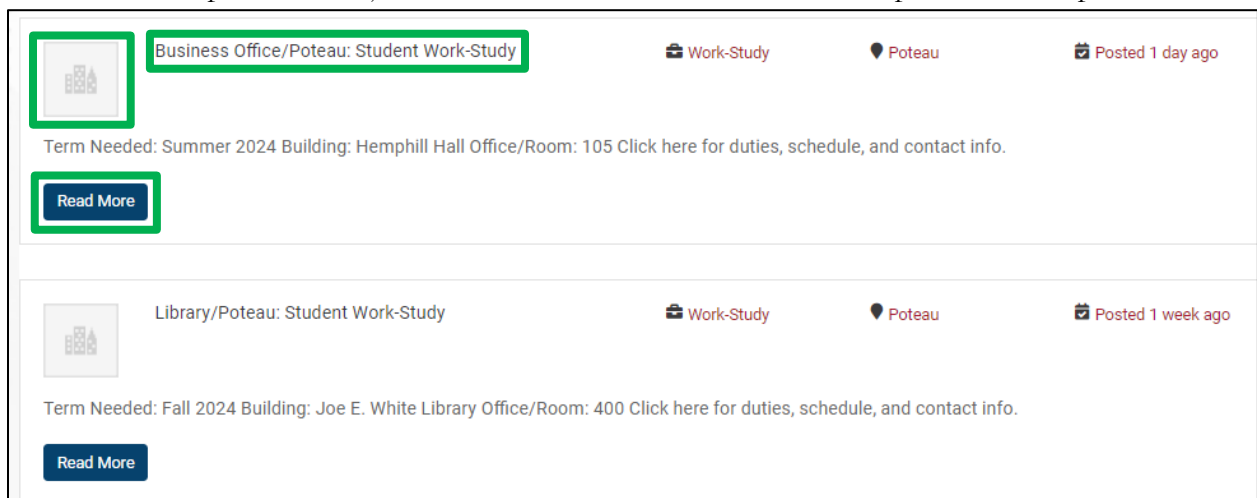 Business Office/Poteau: Student Work-Study Work-Study Poteau Posted 1 day ago
Term Needed: Summer 2024 Building: Hemphill Hall Office/Room: 105 Click here for duties, schedule, and contact info.
Read More
Library/Poteau: Student Work-Study Work-Study Poteau Posted 1 week ago
Term Needed: Fall 2024 Building: Joe E. White Library Office/Room: 400 Click here for duties, schedule, and contact info.
Read More